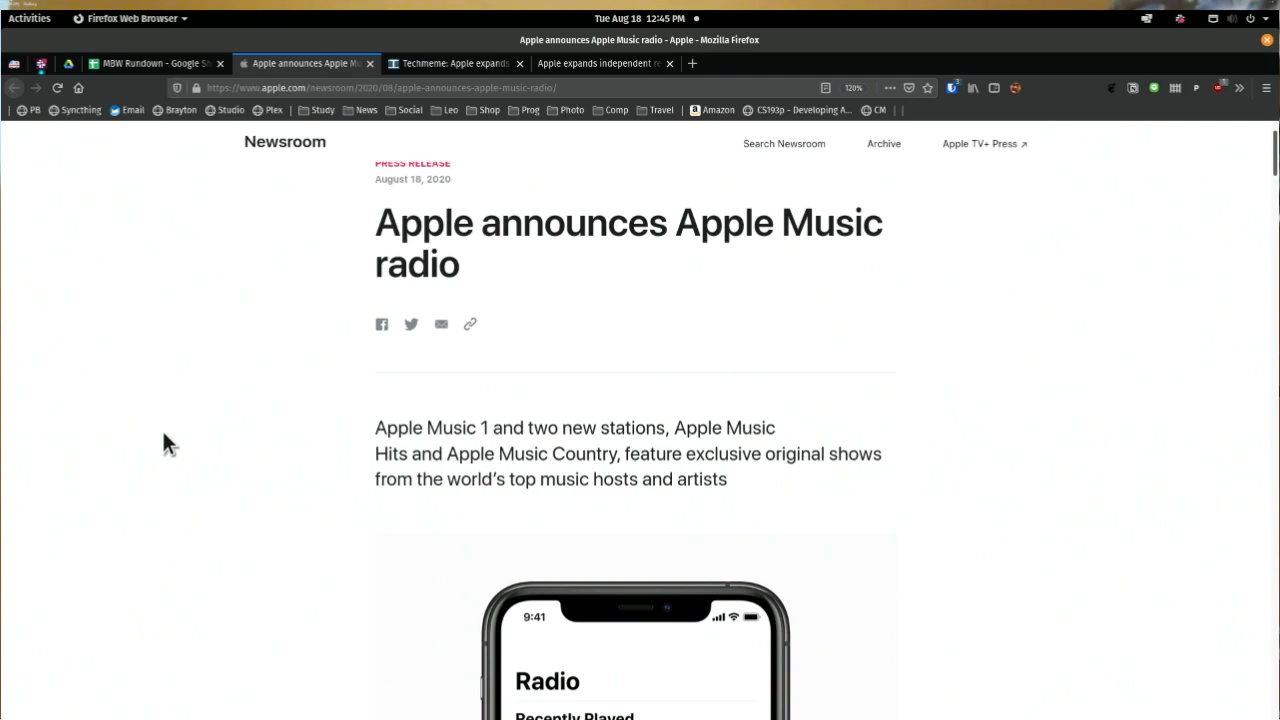 Activities
Firefox Web Browser
Tue Aug 18 12:45 PM
Apple announces Apple Music radio - Apple - Mozilla Firefox
MBW Rundown - Google Sh
Apple announces Apple Mu
Techmeme: Apple expands
Apple expands independent re
https://www.apple.com/newsroom/2020/08/apple-announces-apple-music-radio/
120%
PB
Syncthing
Email
Brayton
Studio
Plex
Study
News
Social
Leo
Shop
Prog
Photo
Comp
Travel
Amazon
CS193p - Developing A...
CM
Newsroom
Search Newsroom
Archive
Apple TV+ Press ↗
PRESS RELEASE
August 18, 2020
Apple announces Apple Music
radio
Apple Music 1 and two new stations, Apple Music
Hits and Apple Music Country, feature exclusive original shows
from the world's top music hosts and artists
9:41
Radio
Recently Played